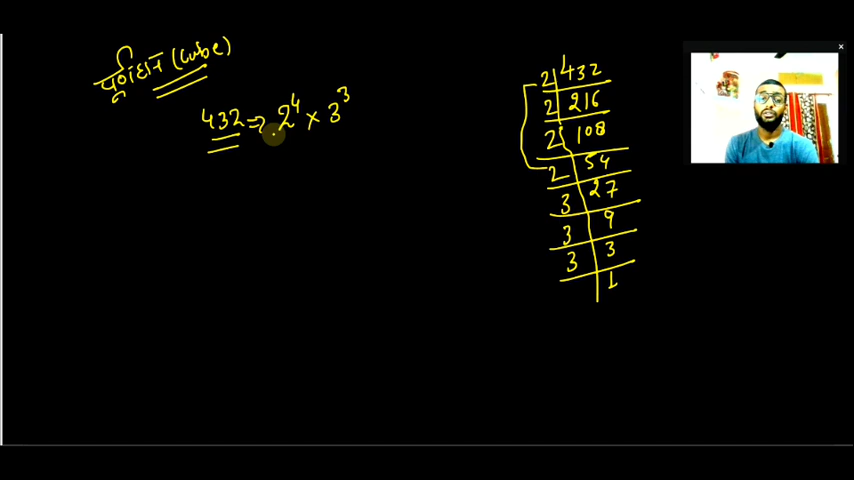 पूर्ण घन (Cube)
432 ⇒ 2⁴ × 3³
2 | 432
2 | 216
2 | 108
2 | 54
3 | 27
3 | 9
3 | 3
1